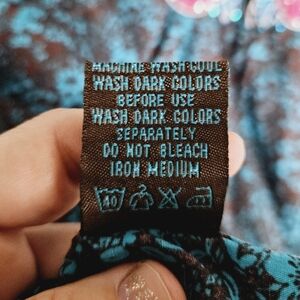 MACHINE WASH COOL
WASH DARK COLORS
BEFORE USE
WASH DARK COLORS
SEPARATELY
DO NOT BLEACH
IRON MEDIUM
40